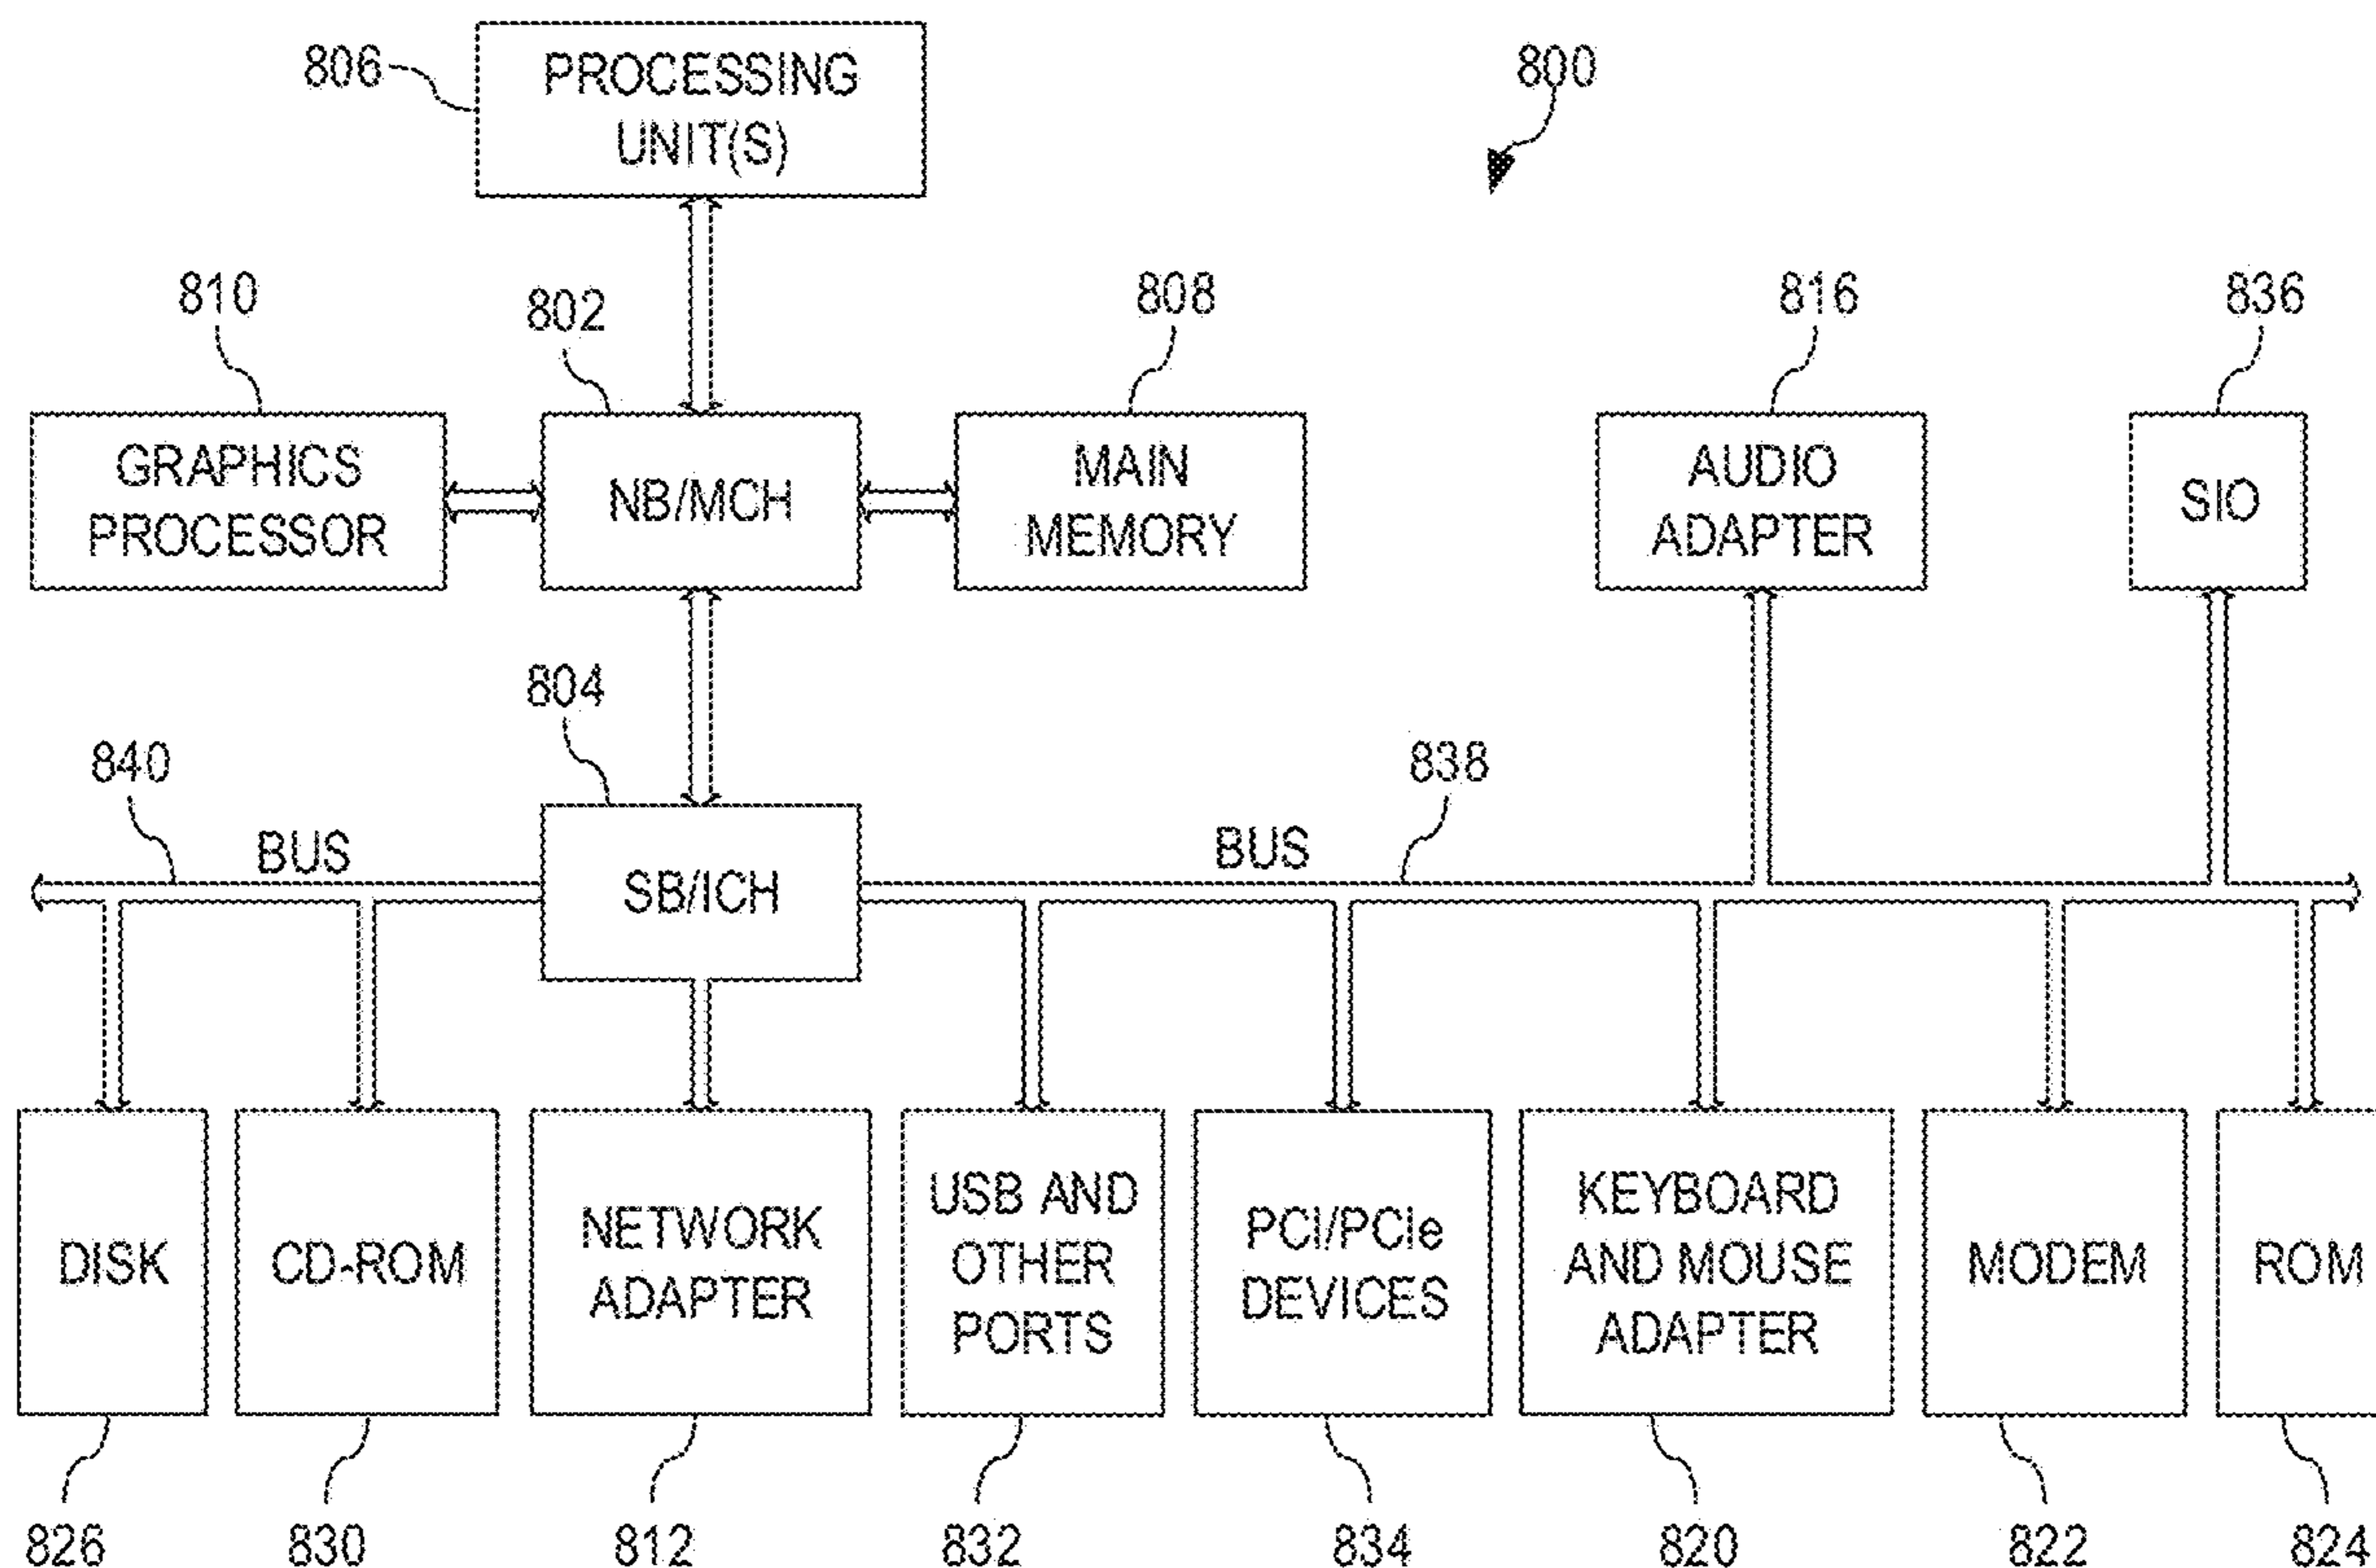 806
PROCESSING
UNIT(S)
800
810
802
808
816
836
GRAPHICS
PROCESSOR
NB/MCH
MAIN
MEMORY
AUDIO
ADAPTER
SIO
804
840
838
BUS
SB/ICH
BUS
DISK
CD-ROM
NETWORK
ADAPTER
USB AND
OTHER
PORTS
PCI/PCIe
DEVICES
KEYBOARD
AND MOUSE
ADAPTER
MODEM
ROM
826
830
812
832
834
820
822
824